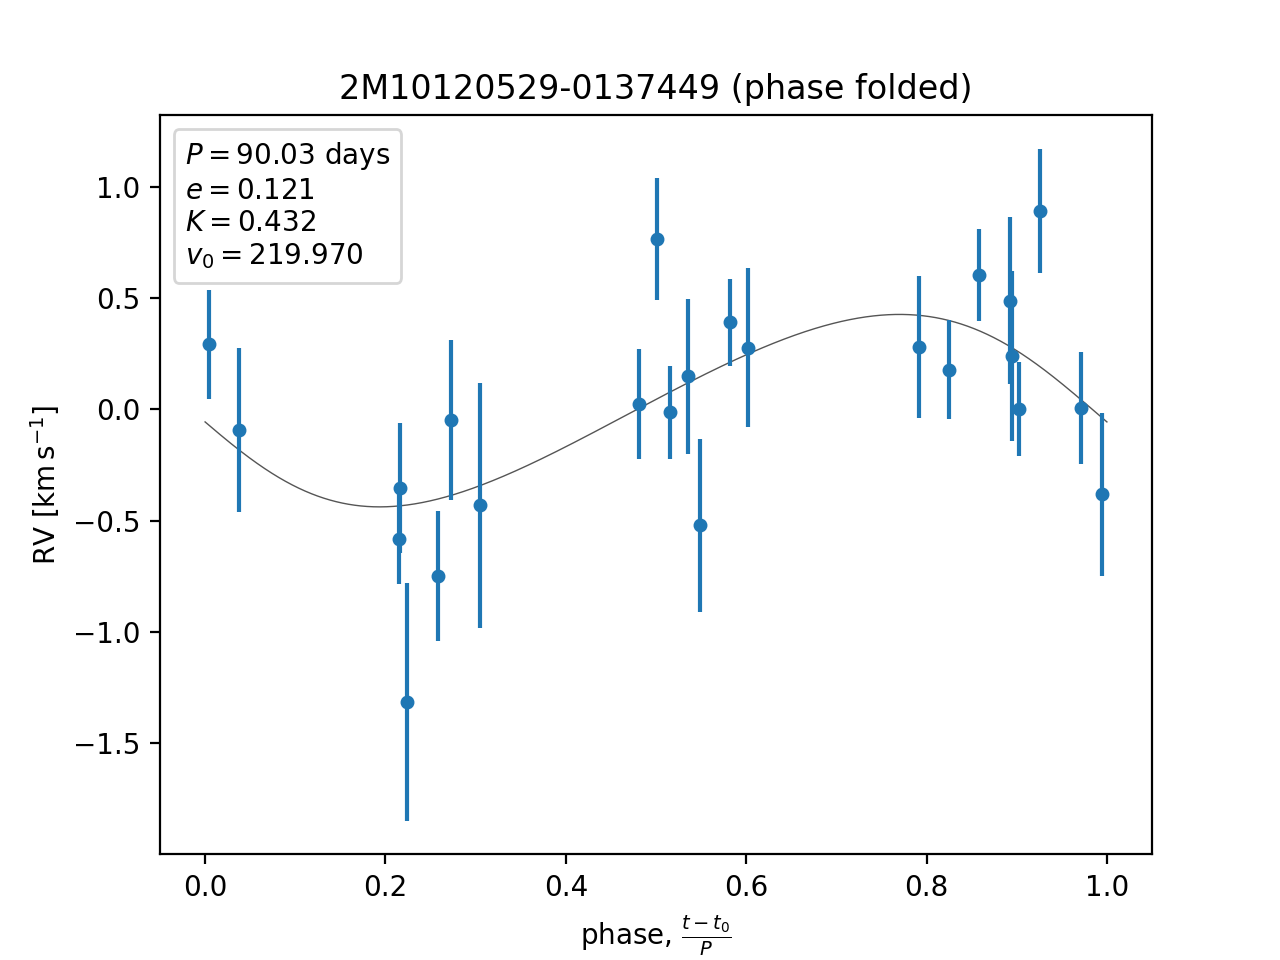 2M10120529-0137449 (phase folded)
P = 90.03 days
e = 0.121
K = 0.432
v₀ = 219.970
1.0
0.5
0.0
−0.5
−1.0
−1.5
RV [km s⁻¹]
0.0 0.2 0.4 0.6 0.8 1.0
phase, (t − t₀)/P